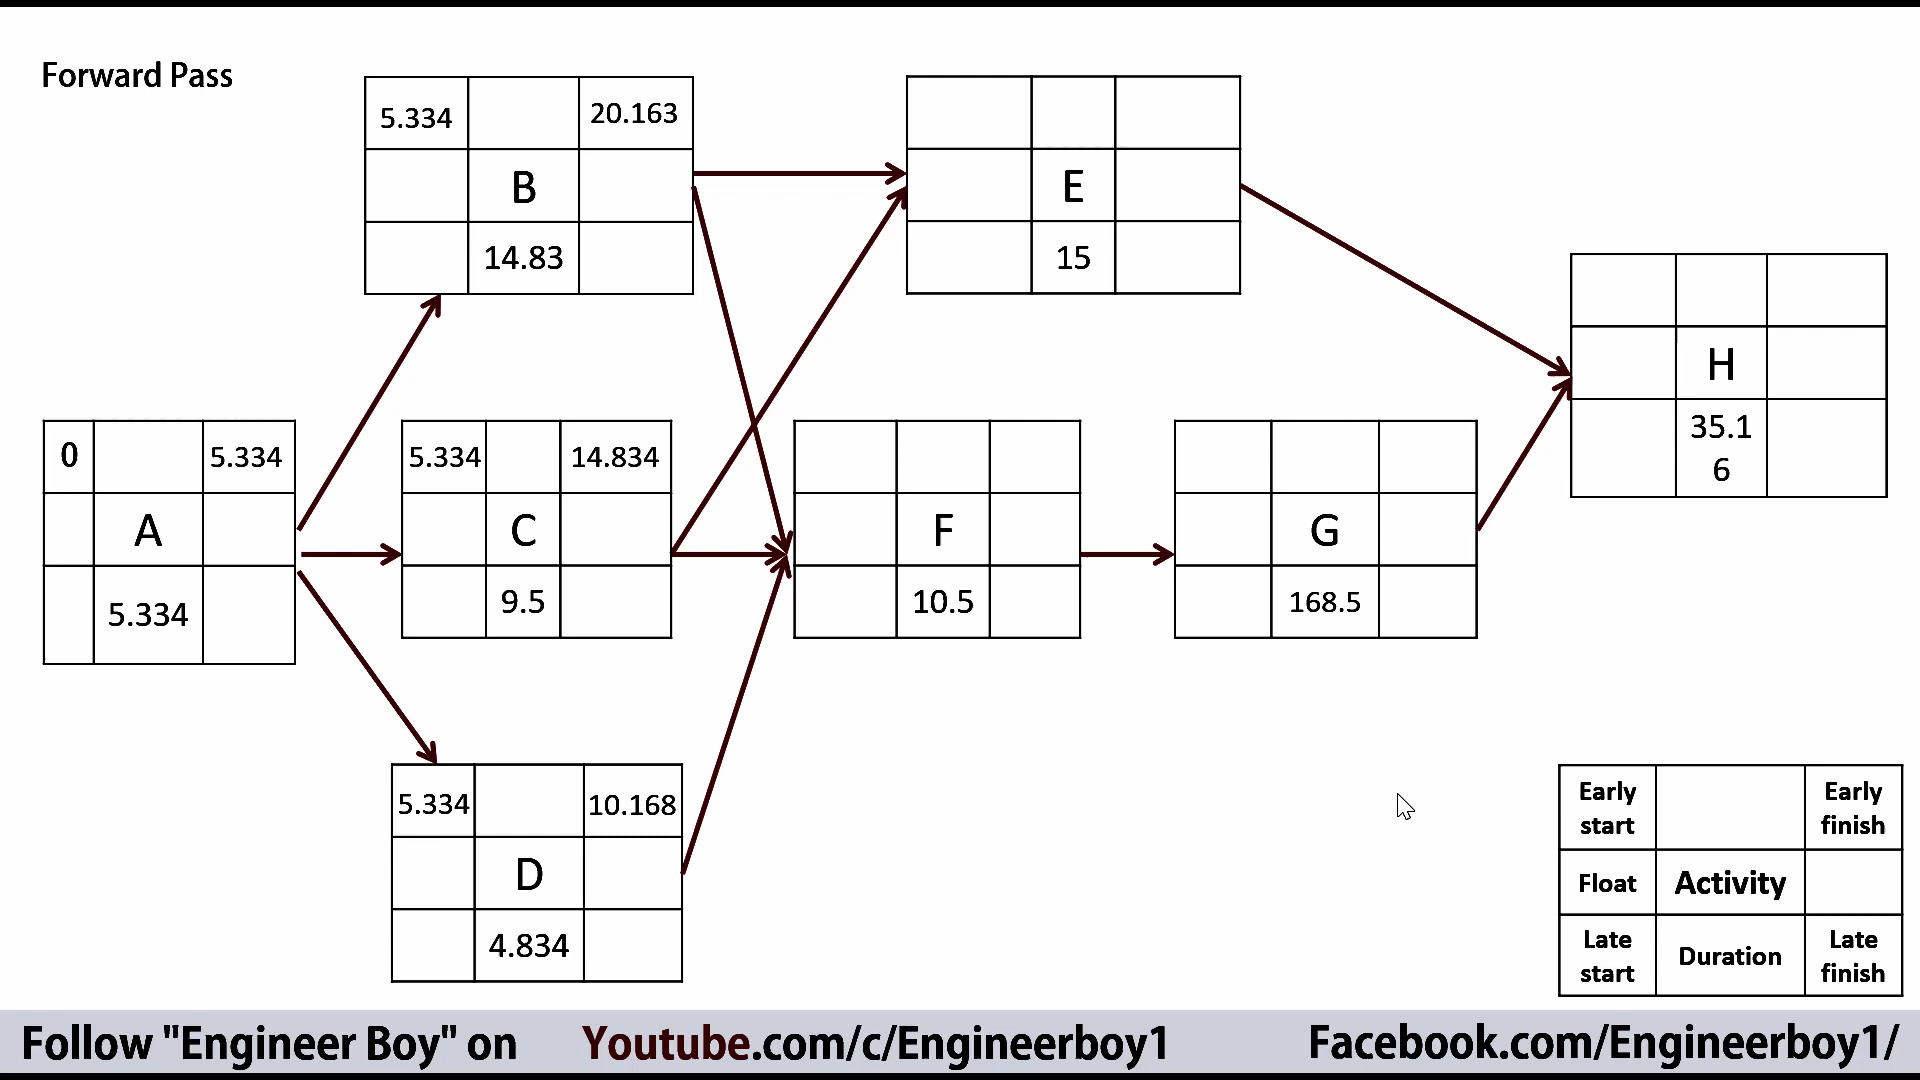 Forward Pass
5.334 20.163
B
14.83
E
15
H
35.1
6
0 5.334
A
5.334
5.334 14.834
C
9.5
F
10.5
G
168.5
5.334 10.168
D
4.834
Early
start
Early
finish
Float Activity
Late
start
Duration
Late
finish
Follow "Engineer Boy" on Youtube.com/c/Engineerboy1 Facebook.com/Engineerboy1/